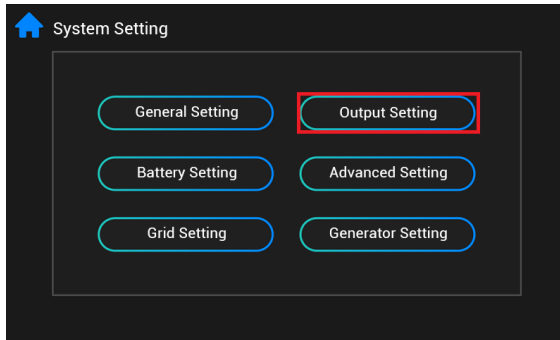 System Setting
General Setting
Output Setting
Battery Setting
Advanced Setting
Grid Setting
Generator Setting